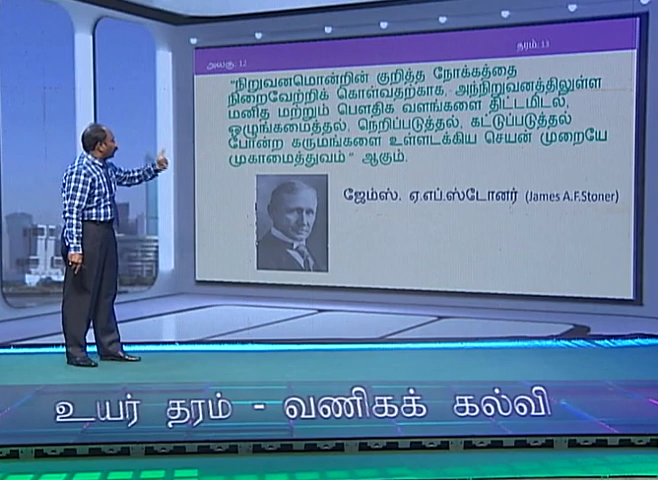 அலகு: 12
தரம்: 13
“நிறுவனமொன்றின் குறித்த நோக்கத்தை
நிறைவேற்றிக் கொள்வதற்காக, அந்நிறுவனத்திலுள்ள
மனித மற்றும் பௌதிக வளங்களை திட்டமிடல்,
ஒழுங்கமைத்தல், நெறிப்படுத்தல், கட்டுப்படுத்தல்
போன்ற கருமங்களை உள்ளடக்கிய செயன் முறையே
முகாமைத்துவம்” ஆகும்.
ஜேம்ஸ். ஏ.எப்.ஸ்டோனர் (James A.F.Stoner)
உயர் தரம் - வணிகக் கல்வி